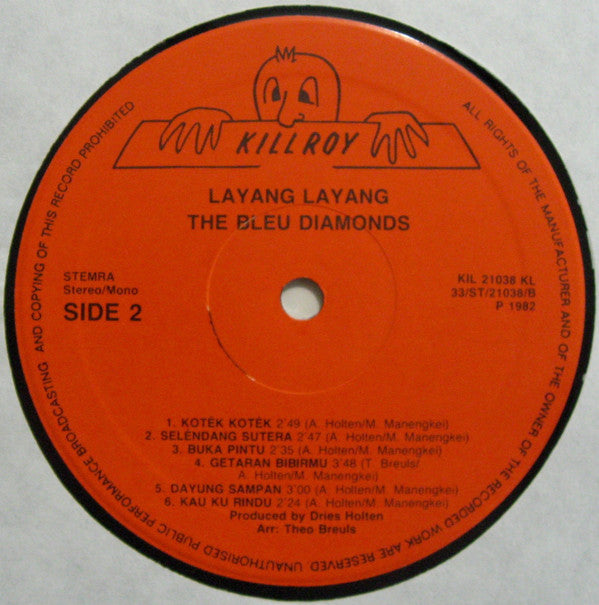 KILLROY
LAYANG LAYANG
THE BLEU DIAMONDS
STEMRA
Stereo/Mono
SIDE 2
KIL 21038 KL
33/ST/21038/B
P 1982
1. KOTÈK KOTÈK 2'49 (A. Holten/M. Manengkei)
2. SELENDANG SUTERA 2'47 (A. Holten/M. Manengkei)
3. BUKA PINTU 2'35 (A. Holten/M. Manengkei)
4. GETARAN BIBIRMU 3'48 (T. Breuls/
A. Holten/M. Manengkei)
5. DAYUNG SAMPAN 3'00 (A. Holten/M. Manengkei)
6. KAU KU RINDU 2'24 (A. Holten/M. Manengkei)
Produced by Dries Holten
Arr: Theo Breuls
ALL RIGHTS OF THE MANUFACTURER AND OF THE OWNER OF THE RECORDED WORK ARE RESERVED. UNAUTHORISED PUBLIC PERFORMANCE BROADCASTING AND COPYING OF THIS RECORD PROHIBITED